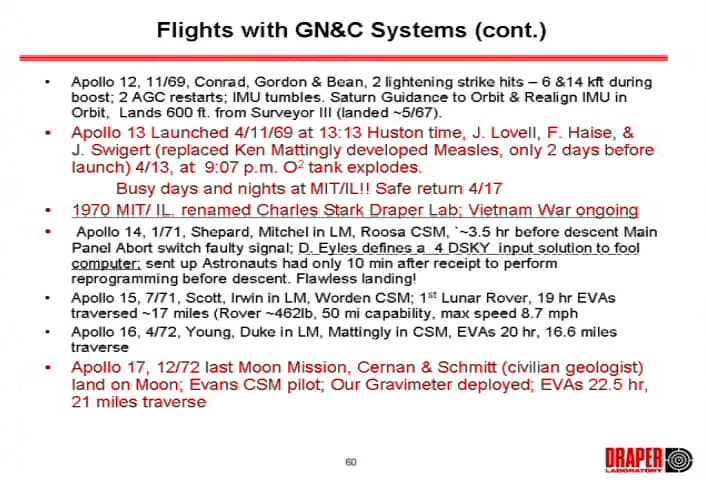 Flights with GN&C Systems (cont.)
• Apollo 12, 11/69, Conrad, Gordon & Bean, 2 lightening strike hits – 6 &14 kft during
boost; 2 AGC restarts; IMU tumbles. Saturn Guidance to Orbit & Realign IMU in
Orbit, Lands 600 ft. from Surveyor III (landed ~5/67).
• Apollo 13 Launched 4/11/69 at 13:13 Huston time, J. Lovell, F. Haise, &
J. Swigert (replaced Ken Mattingly developed Measles, only 2 days before
launch) 4/13, at 9:07 p.m. O² tank explodes.
Busy days and nights at MIT/IL!! Safe return 4/17
• 1970 MIT/ IL. renamed Charles Stark Draper Lab; Vietnam War ongoing
• Apollo 14, 1/71, Shepard, Mitchel in LM, Roosa CSM, `~3.5 hr before descent Main
Panel Abort switch faulty signal; D. Eyles defines a 4 DSKY input solution to fool
computer; sent up Astronauts had only 10 min after receipt to perform
reprogramming before descent. Flawless landing!
• Apollo 15, 7/71, Scott, Irwin in LM, Worden CSM; 1st Lunar Rover, 19 hr EVAs
traversed ~17 miles (Rover ~462lb, 50 mi capability, max speed 8.7 mph
• Apollo 16, 4/72, Young, Duke in LM, Mattingly in CSM, EVAs 20 hr, 16.6 miles
traverse
• Apollo 17, 12/72 last Moon Mission, Cernan & Schmitt (civilian geologist)
land on Moon; Evans CSM pilot; Our Gravimeter deployed; EVAs 22.5 hr,
21 miles traverse
60
DRAPER
LABORATORY